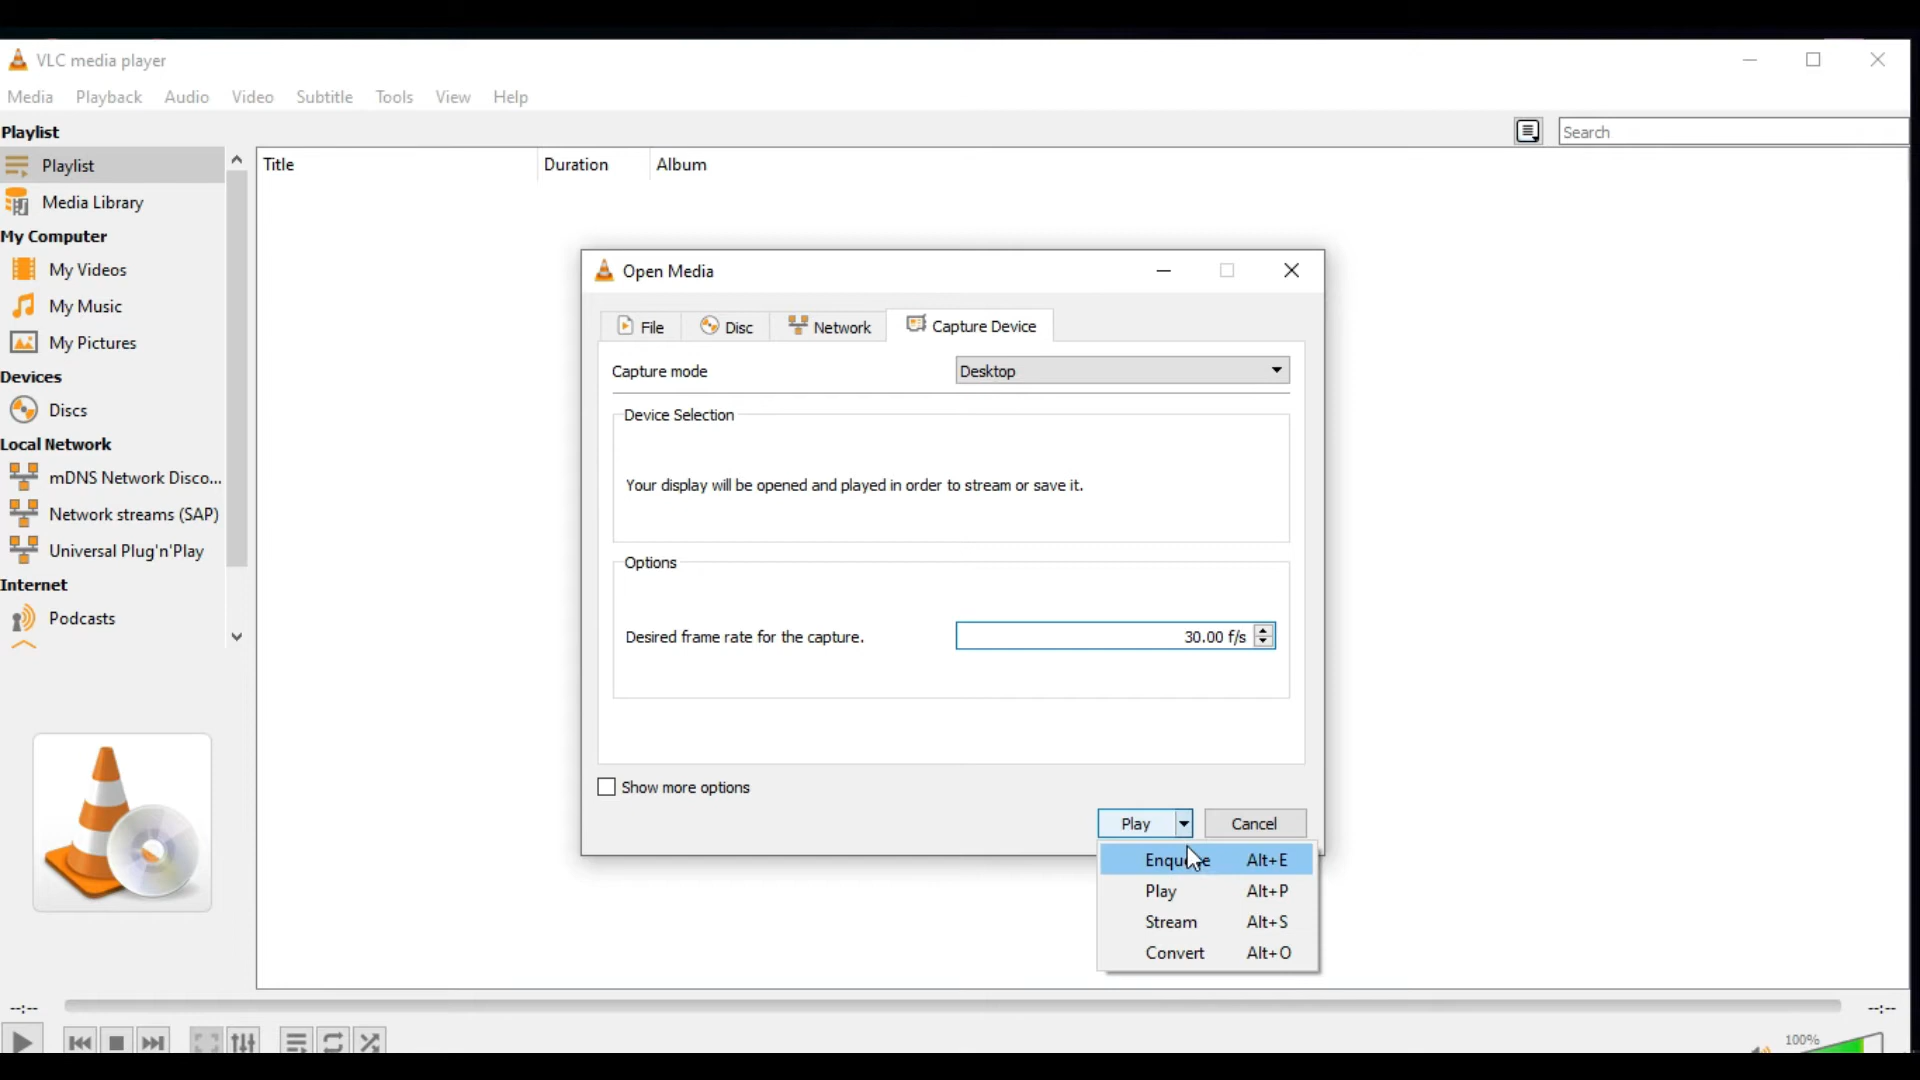 VLC media player
Media Playback Audio Video Subtitle Tools View Help
Playlist
Search
Playlist
Title Duration Album
Media Library
My Computer
My Videos
My Music
My Pictures
Devices
Discs
Local Network
mDNS Network Disco...
Network streams (SAP)
Universal Plug'n'Play
Internet
Podcasts
Open Media
File Disc Network Capture Device
Capture mode Desktop
Device Selection
Your display will be opened and played in order to stream or save it.
Options
Desired frame rate for the capture. 30.00 f/s
Show more options
Play Cancel
Enqueue Alt+E
Play Alt+P
Stream Alt+S
Convert Alt+O
--:-- --:--
100%